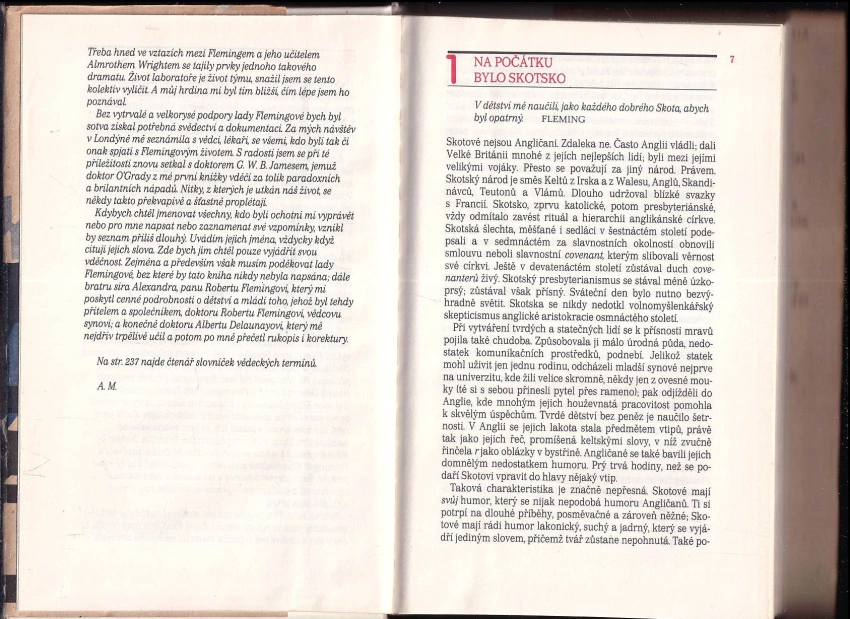 Třeba hned ve vztazích mezi Flemingem a jeho učitelem
Almrothem Wrightem se tajily prvky jednoho takového
dramatu. Život laboratoře je život týmu, snažil jsem se tento
kolektiv vylíčit. A můj hrdina mi byl tím bližší, čím lépe jsem ho
poznával.
Bez vytrvalé a velkorysé podpory lady Flemingové bych byl
sotva získal potřebná svědectví a dokumentaci. Za mých návštěv
v Londýně mě seznámila s vědci, lékaři, se všemi, kdo byli tak či
onak spjati s Flemingovým životem. S radostí jsem se při té
příležitosti znovu setkal s doktorem G. W. B. Jamesem, jemuž
doktor O'Grady z mé první knížky vděčí za tolik paradoxních
a brilantních nápadů. Nitky, z kterých je utkán náš život, se
někdy takto překvapivě a šťastně proplétají.
Kdybych chtěl jmenovat všechny, kdo byli ochotni mi vyprávět
nebo pro mne napsat nebo zaznamenat své vzpomínky, vznikl
by seznam příliš dlouhý. Uvádím jejich jména, vždycky když
cituji jejich slova. Zde bych jim chtěl pouze vyjádřit svou
vděčnost. Zejména a především však musím poděkovat lady
Flemingové, bez které by tato kniha nikdy nebyla napsána; dále
bratru sira Alexandra, panu Robertu Flemingovi, který mi
poskytl cenné podrobnosti o dětství a mládí toho, jehož byl tehdy
přítelem a společníkem, doktoru Robertu Flemingovi, vědcovu
synovi; a konečně doktoru Albertu Delaunayovi, který mě
nejdřív trpělivě učil a potom po mně přečetl rukopis i korektury.
Na str. 237 najde čtenář slovníček vědeckých termínů.
A. M.
7
1 NA POČÁTKU
BYLO SKOTSKO
V dětství mě naučili, jako každého dobrého Skota, abych
byl opatrný. FLEMING
Skotové nejsou Angličani. Zdaleka ne. Často Anglii vládli; dali
Velké Británii mnohé z jejích nejlepších lidí; byli mezi jejími
velikými vojáky. Přesto se považují za jiný národ. Právem.
Skotský národ je směs Keltů z Irska a z Walesu, Anglů, Skandi-
návců, Teutonů a Vlámů. Dlouho udržoval blízké svazky
s Francií. Skotsko, zprvu katolické, potom presbyteriánské,
vždy odmítalo zavést rituál a hierarchii anglikánské církve.
Skotská šlechta, měšťané i sedláci v šestnáctém století pode-
psali a v sedmnáctém za slavnostních okolností obnovili
smlouvu neboli slavnostní covenant, kterým slibovali věrnost
své církvi. Ještě v devatenáctém století zůstával duch cove-
nanterů živý. Skotský presbyterianismus se stával méně úzko-
prsý; zůstával však přísný. Sváteční den bylo nutno bezvý-
hradně světit. Skotska se nikdy nedotkl volnomyšlenkářský
skepticismus anglické aristokracie osmnáctého století.
Při vytváření tvrdých a statečných lidí se k přísnosti mravů
pojila také chudoba. Způsobovala ji málo úrodná půda, nedo-
statek komunikačních prostředků, podnebí. Jelikož statek
mohl uživit jen jednu rodinu, odcházeli mladší synové nejprve
na univerzitu, kde žili velice skromně, někdy jen z ovesné mou-
ky (té si s sebou přinesli pytel přes rameno); pak odjížděli do
Anglie, kde mnohým jejich houževnatá pracovitost pomohla
k skvělým úspěchům. Tvrdé dětství bez peněz je naučilo šetr-
nosti. V Anglii se jejich lakota stala předmětem vtipů, právě
tak jako jejich řeč, promíšená keltskými slovy, v níž zvučně
řinčela r jako oblázky v bystřině. Angličané se také bavili jejich
domnělým nedostatkem humoru. Prý trvá hodiny, než se po-
daří Skotovi vpravit do hlavy nějaký vtip.
Taková charakteristika je značně nepřesná. Skotové mají
svůj humor, který se nijak nepodobá humoru Angličanů. Ti si
potrpí na dlouhé příběhy, posměvačné a zároveň něžné; Sko-
tové mají rádi humor lakonický, suchý a jadrný, který se vyjá-
dří jediným slovem, přičemž tvář zůstane nepohnutá. Také po-